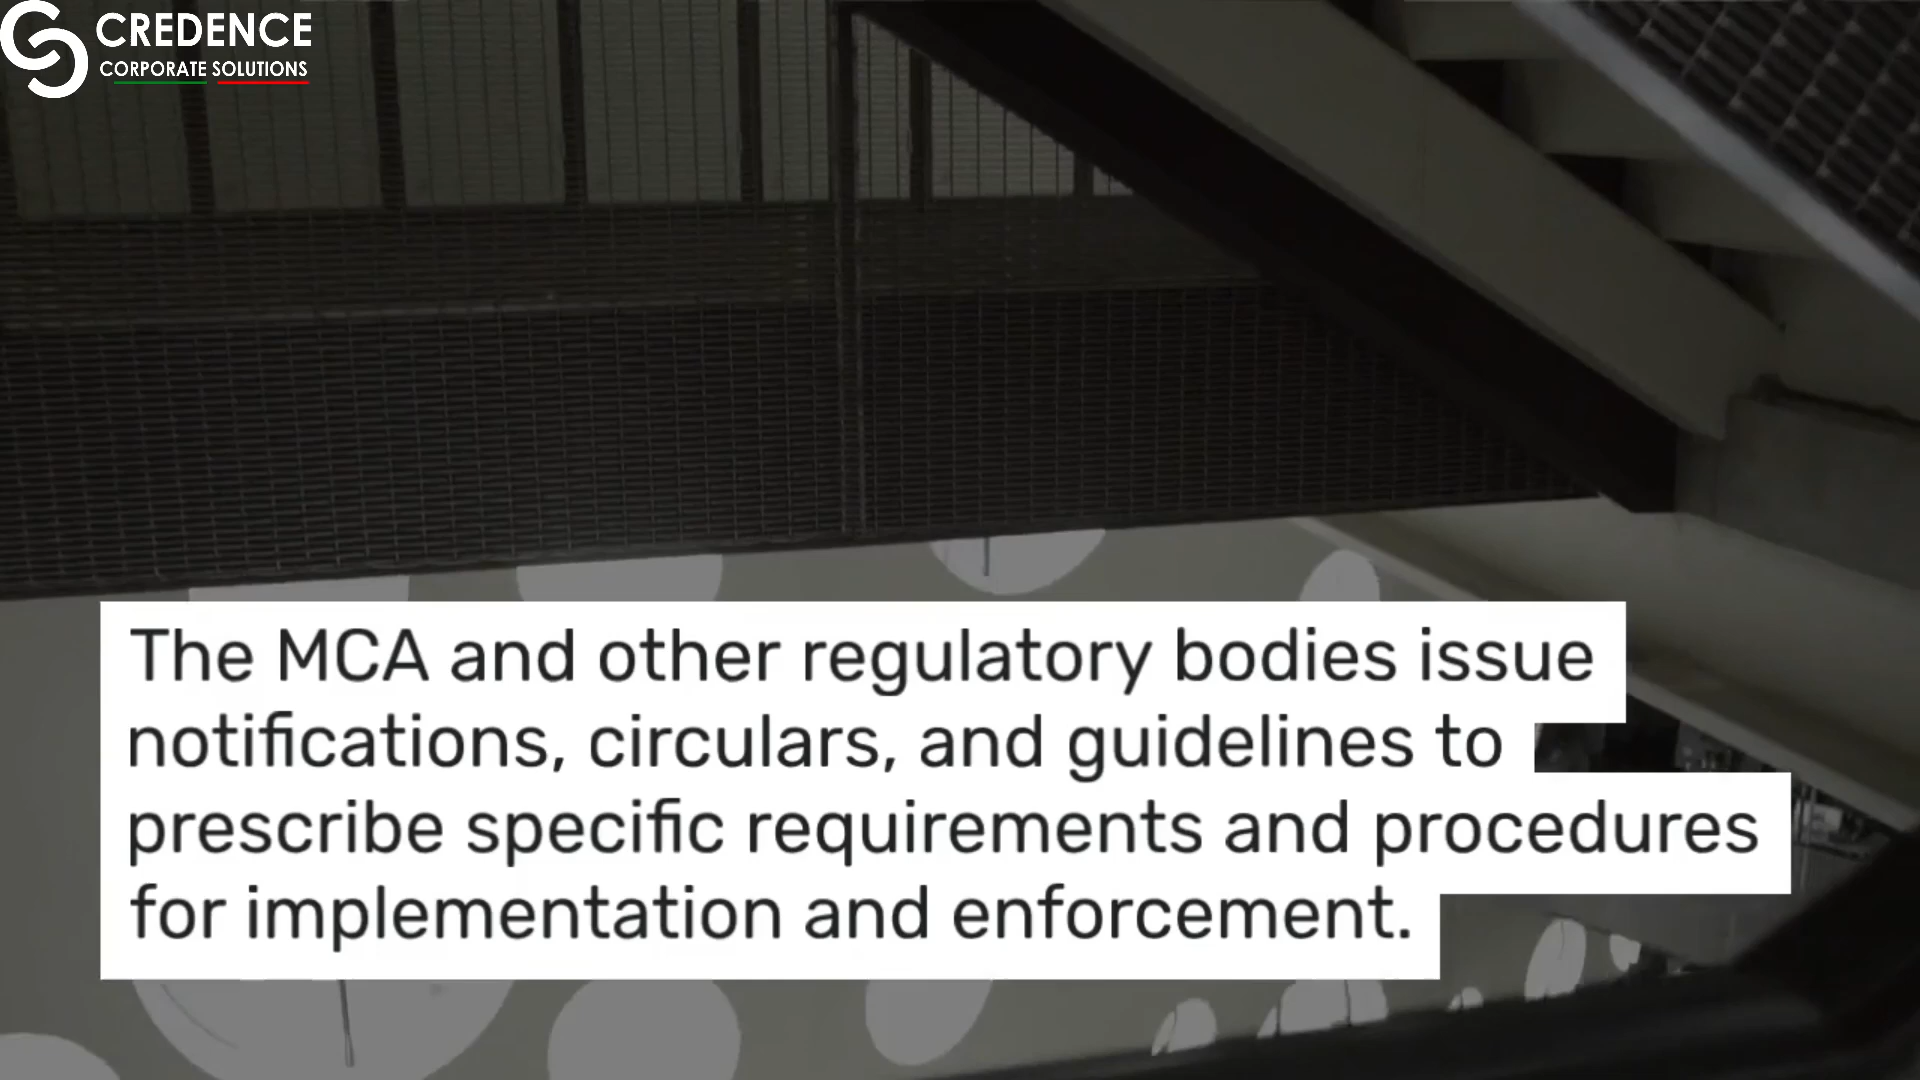 CREDENCE
CORPORATE SOLUTIONS
The MCA and other regulatory bodies issue
notifications, circulars, and guidelines to
prescribe specific requirements and procedures
for implementation and enforcement.